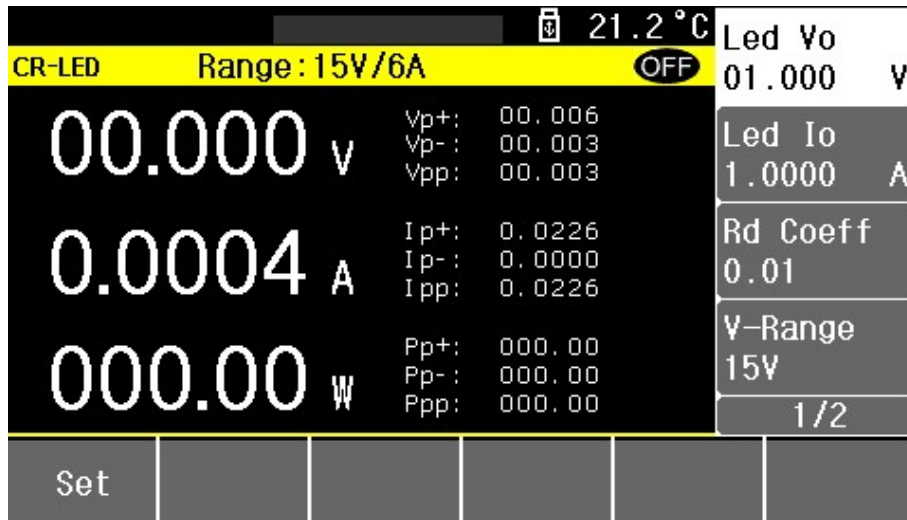 21.2°C
CR-LED Range:15V/6A OFF
00.000 V
Vp+: 00.006
Vp-: 00.003
Vpp: 00.003
0.0004 A
Ip+: 0.0226
Ip-: 0.0000
Ipp: 0.0226
000.00 W
Pp+: 000.00
Pp-: 000.00
Ppp: 000.00
Led Vo
01.000 V
Led Io
1.0000 A
Rd Coeff
0.01
V-Range
15V
1/2
Set